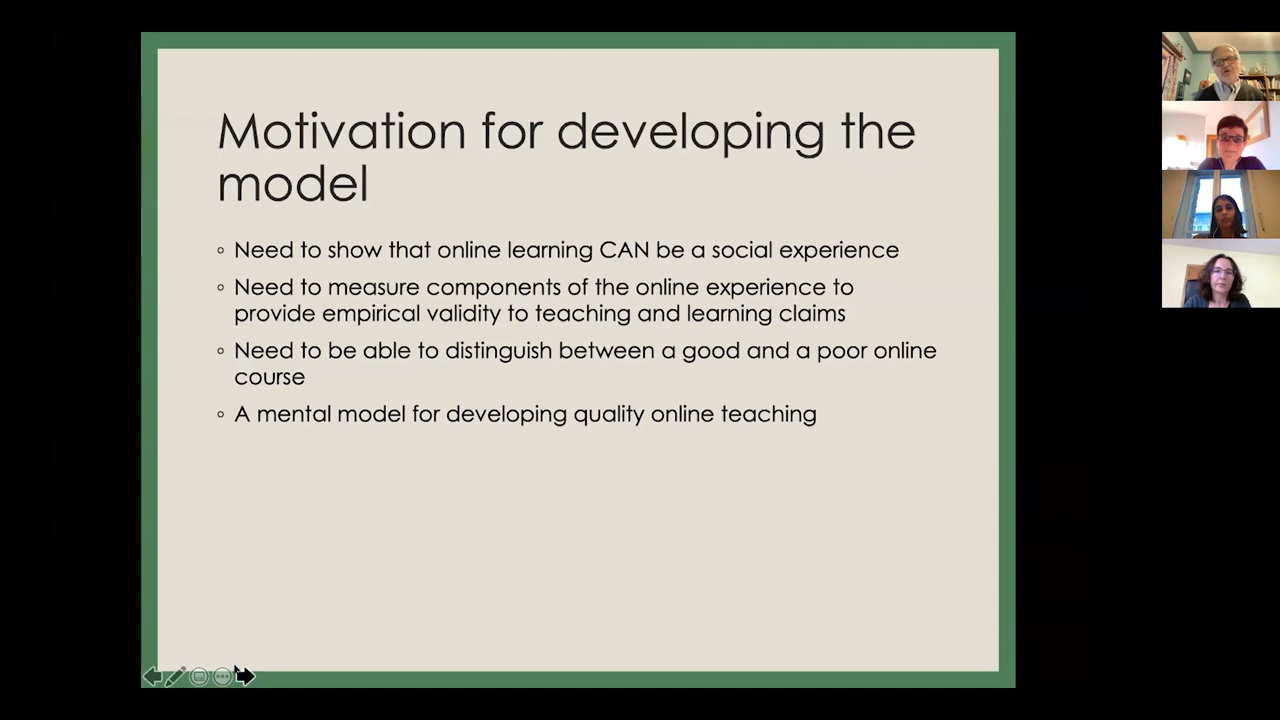 Motivation for developing the
model
Need to show that online learning CAN be a social experience
Need to measure components of the online experience to
provide empirical validity to teaching and learning claims
Need to be able to distinguish between a good and a poor online
course
A mental model for developing quality online teaching